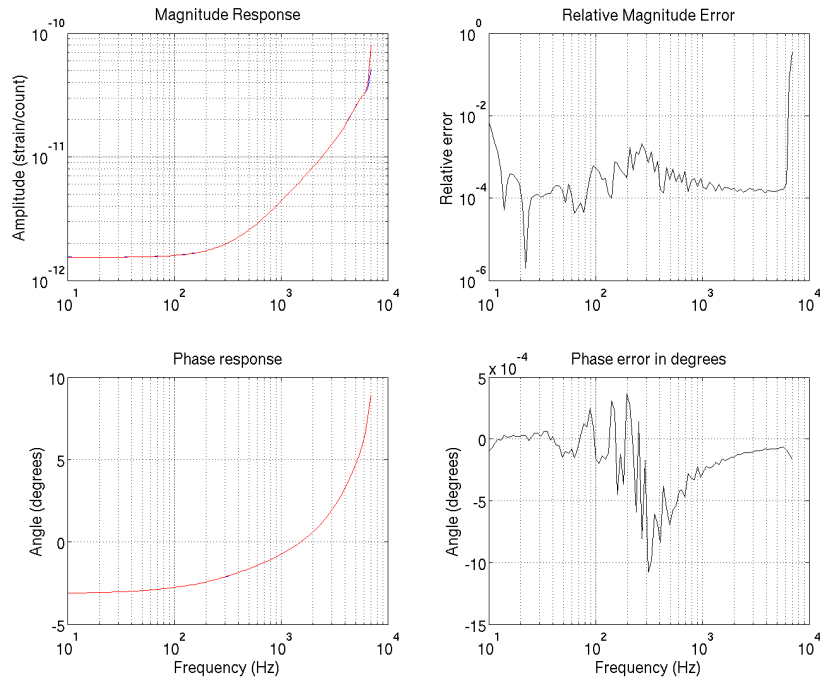 Magnitude Response
10^-10
10^-11
10^-12
Amplitude (strain/count)
10^1 10^2 10^3 10^4
Relative Magnitude Error
10^0
10^-2
10^-4
10^-6
Relative error
10^1 10^2 10^3 10^4
Phase response
10
5
0
-5
Angle (degrees)
10^1 10^2 10^3 10^4
Frequency (Hz)
Phase error in degrees
x 10^-4
5
0
-5
-10
-15
Angle (degrees)
10^1 10^2 10^3 10^4
Frequency (Hz)